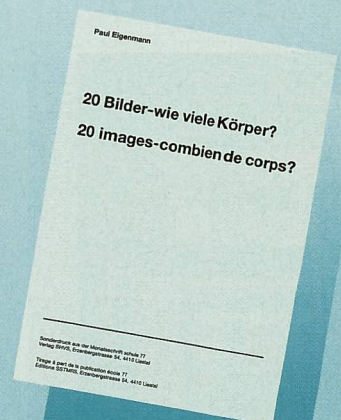 Paul Eigenmann
20 Bilder-wie viele Körper?
20 images-combien de corps?
Sonderdruck aus der Monatsschrift schule 77
Verlag SHVS, Erzenbergstrasse 54, 4410 Liestal
Tirage à part de la publication école 77
Editions SSTMRS, Erzenbergstrasse 54, 4410 Liestal